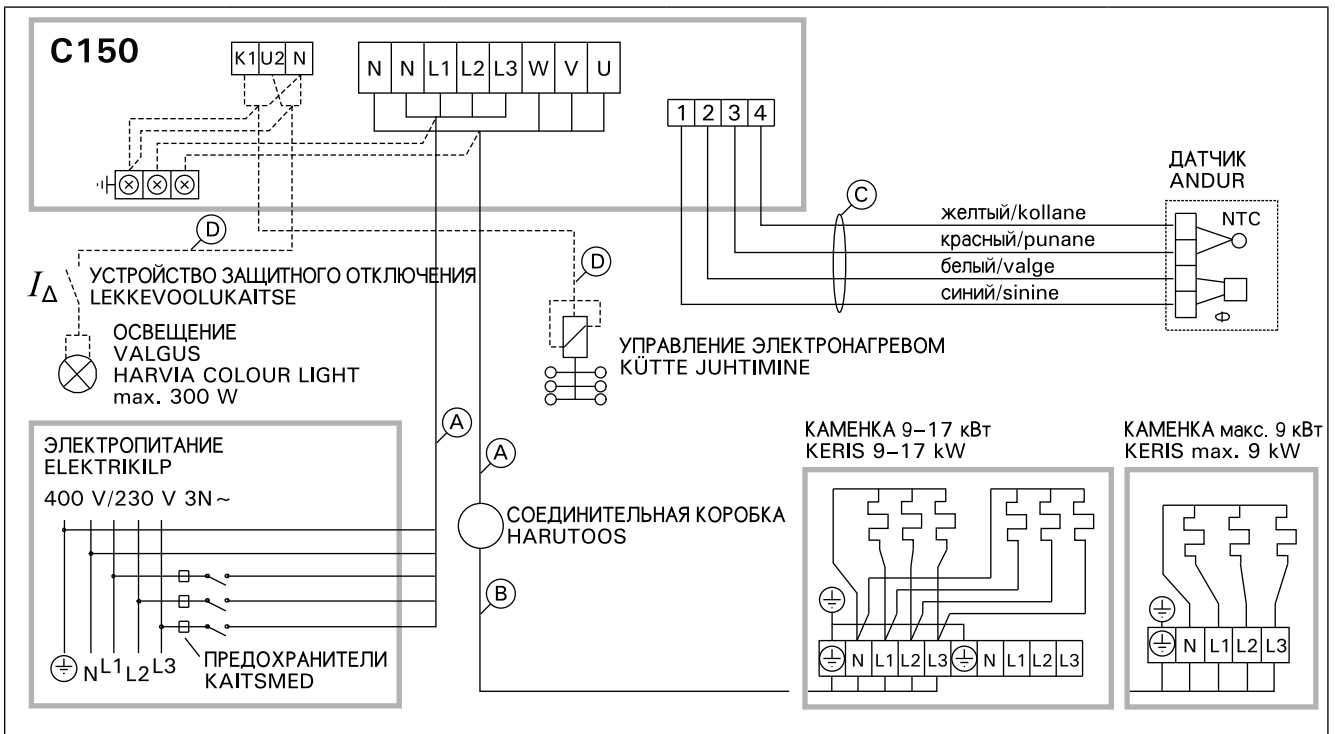 C150
K1 U2 N
N N L1 L2 L3 W V U
1 2 3 4
ДАТЧИК
ANDUR
NTC
C
желтый/kollane
красный/punane
белый/valge
синий/sinine
Ф
D
I∆
УСТРОЙСТВО ЗАЩИТНОГО ОТКЛЮЧЕНИЯ
LEKKEVOOLUKAITSE
ОСВЕЩЕНИЕ
VALGUS
HARVIA COLOUR LIGHT
max. 300 W
D
УПРАВЛЕНИЕ ЭЛЕКТРОНАГРЕВОМ
KÜTTE JUHTIMINE
A
A
СОЕДИНИТЕЛЬНАЯ КОРОБКА
HARUTOOS
B
ЭЛЕКТРОПИТАНИЕ
ELEKTRIKILP
400 V/230 V 3N~
N L1 L2 L3
ПРЕДОХРАНИТЕЛИ
KAITSMED
КАМЕНКА 9–17 кВт
KERIS 9–17 kW
N L1 L2 L3 N L1 L2 L3
КАМЕНКА макс. 9 кВт
KERIS max. 9 kW
N L1 L2 L3